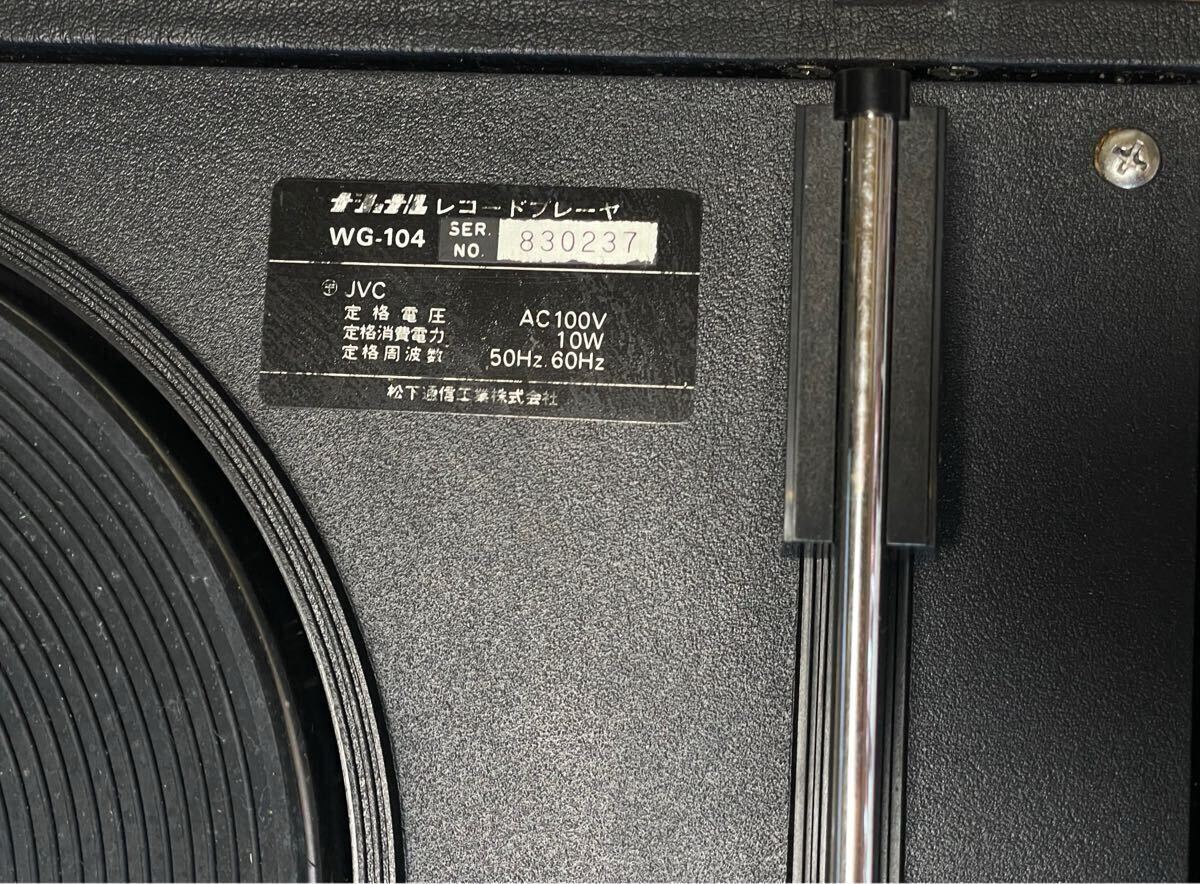 ナショナル レコードプレーヤ
WG-104 SER. NO. 830237
〒 JVC
定格電圧 AC100V
定格消費電力 10W
定格周波数 50Hz. 60Hz
松下通信工業株式会社